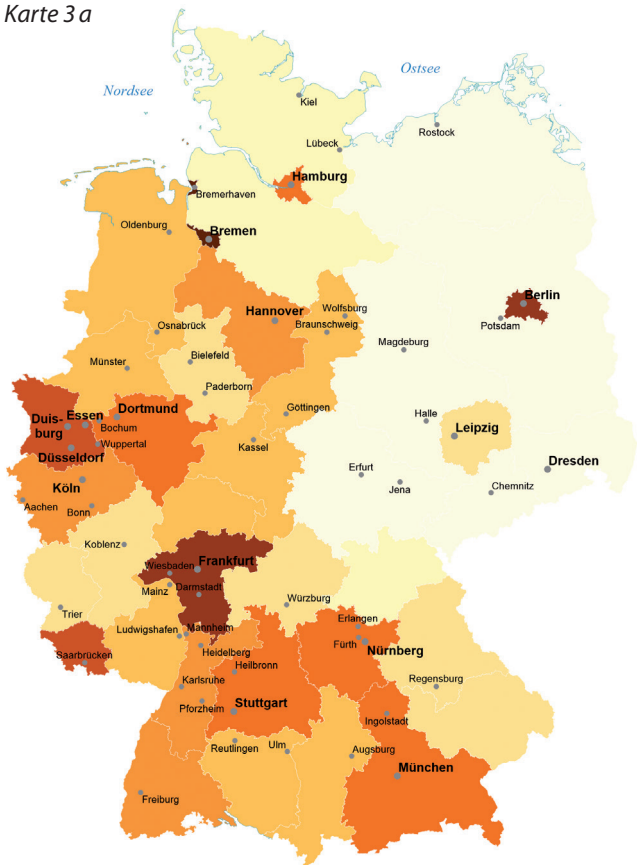 Karte 3 a
Ostsee
Nordsee
Kiel
Rostock
Lübeck
Hamburg
Bremerhaven
Oldenburg
Bremen
Berlin
Hannover
Wolfsburg
Potsdam
Osnabrück
Braunschweig
Magdeburg
Münster
Bielefeld
Paderborn
Göttingen
Halle
Duis-
burg
Essen
Dortmund
Bochum
Leipzig
Wuppertal
Kassel
Düsseldorf
Dresden
Köln
Erfurt
Jena
Chemnitz
Aachen
Bonn
Koblenz
Wiesbaden
Frankfurt
Mainz
Darmstadt
Würzburg
Trier
Erlangen
Ludwigshafen
Mannheim
Fürth
Nürnberg
Heidelberg
Saarbrücken
Heilbronn
Karlsruhe
Regensburg
Pforzheim
Stuttgart
Ingolstadt
Reutlingen
Ulm
Augsburg
München
Freiburg